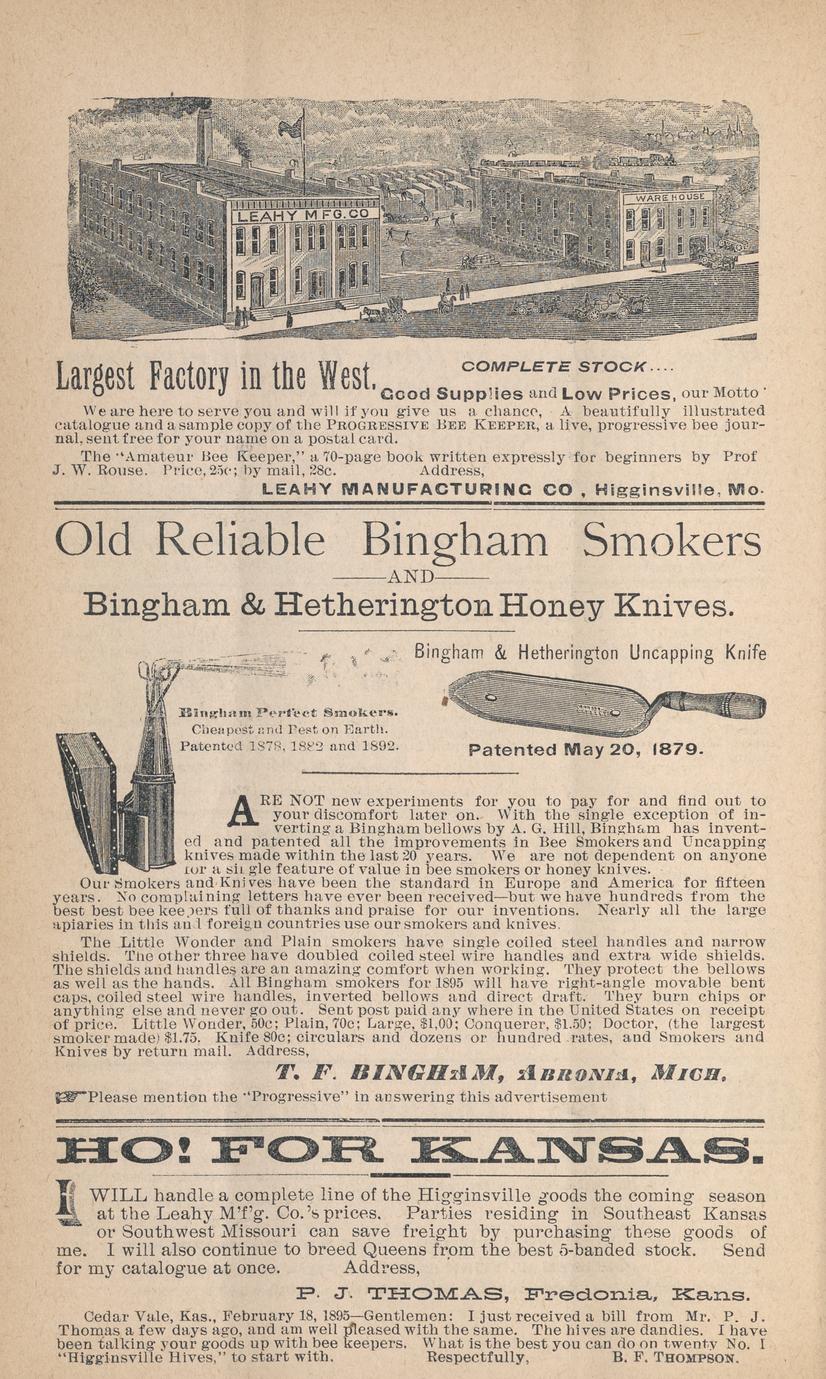 LEAHY MFG.CO
WARE HOUSE
Largest Factory in the West.
COMPLETE STOCK....
Good Supplies and Low Prices, our Motto
We are here to serve you and will if you give us a chance, A beautifully illustrated
catalogue and a sample copy of the PROGRESSIVE BEE KEEPER, a live, progressive bee jour-
nal, sent free for your name on a postal card.
The "Amateur Bee Keeper," a 70-page book written expressly for beginners by Prof
J. W. Rouse. Price, 25c; by mail, 28c. Address,
LEAHY MANUFACTURING CO , Higginsville, Mo.
Old Reliable Bingham Smokers
AND
Bingham & Hetherington Honey Knives.
Bingham & Hetherington Uncapping Knife
Bingham Perfect Smokers.
Cheapest and Best on Earth.
Patented 1878, 1882 and 1892.
Patented May 20, 1879.
ARE NOT new experiments for you to pay for and find out to
your discomfort later on. With the single exception of in-
verting a Bingham bellows by A. G. Hill, Bingham has invent-
ed and patented all the improvements in Bee Smokers and Uncapping
knives made within the last 20 years. We are not dependent on anyone
for a single feature of value in bee smokers or honey knives.
Our Smokers and Knives have been the standard in Europe and America for fifteen
years. No complaining letters have ever been received—but we have hundreds from the
best best bee keepers full of thanks and praise for our inventions. Nearly all the large
apiaries in this and foreign countries use our smokers and knives.
The Little Wonder and Plain smokers have single coiled steel handles and narrow
shields. The other three have doubled coiled steel wire handles and extra wide shields.
The shields and handles are an amazing comfort when working. They protect the bellows
as well as the hands. All Bingham smokers for 1895 will have right-angle movable bent
caps, coiled steel wire handles, inverted bellows and direct draft. They burn chips or
anything else and never go out. Sent post paid any where in the United States on receipt
of price. Little Wonder, 50c; Plain, 70c; Large, $1,00; Conquerer, $1.50; Doctor, (the largest
smoker made) $1.75. Knife 80c; circulars and dozens or hundred rates, and Smokers and
Knives by return mail. Address,
T. F. BINGHAM, ABRONIA, MICH,
☞Please mention the "Progressive" in answering this advertisement
HO! FOR KANSAS.
I WILL handle a complete line of the Higginsville goods the coming season
at the Leahy M'f'g. Co.'s prices. Parties residing in Southeast Kansas
or Southwest Missouri can save freight by purchasing these goods of
me. I will also continue to breed Queens from the best 5-banded stock. Send
for my catalogue at once. Address,
P. J. THOMAS, Fredonia, Kans.
Cedar Vale, Kas., February 18, 1895—Gentlemen: I just received a bill from Mr. P. J.
Thomas a few days ago, and am well pleased with the same. The hives are dandies. I have
been talking your goods up with bee keepers. What is the best you can do on twenty No. 1
"Higginsville Hives," to start with. Respectfully, B. F. THOMPSON.